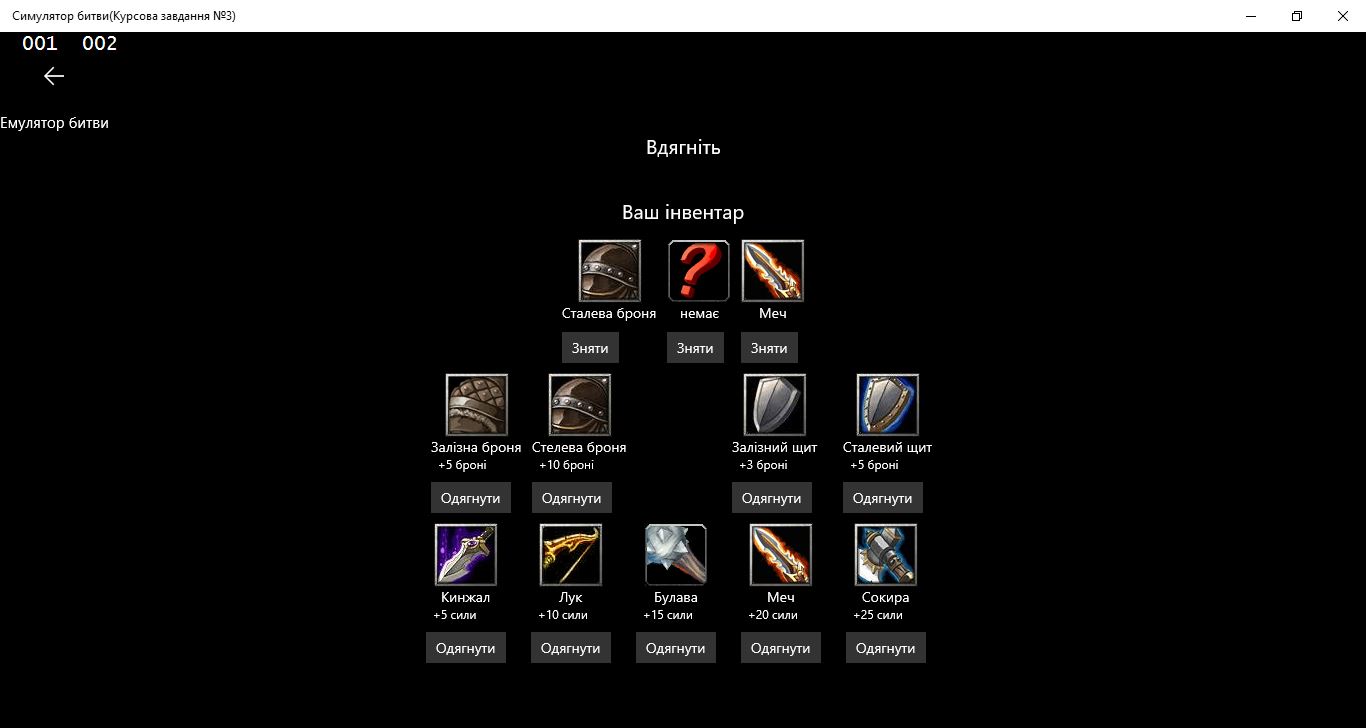 Симулятор битви(Курсова завдання №3)
001 002
Емулятор битви
Вдягніть
Ваш інвентар
Сталева броня немає Меч
Зняти Зняти Зняти
Залізна броня Стелева броня Залізний щит Сталевий щит
+5 броні +10 броні +3 броні +5 броні
Одягнути Одягнути Одягнути Одягнути
Кинжал Лук Булава Меч Сокира
+5 сили +10 сили +15 сили +20 сили +25 сили
Одягнути Одягнути Одягнути Одягнути Одягнути